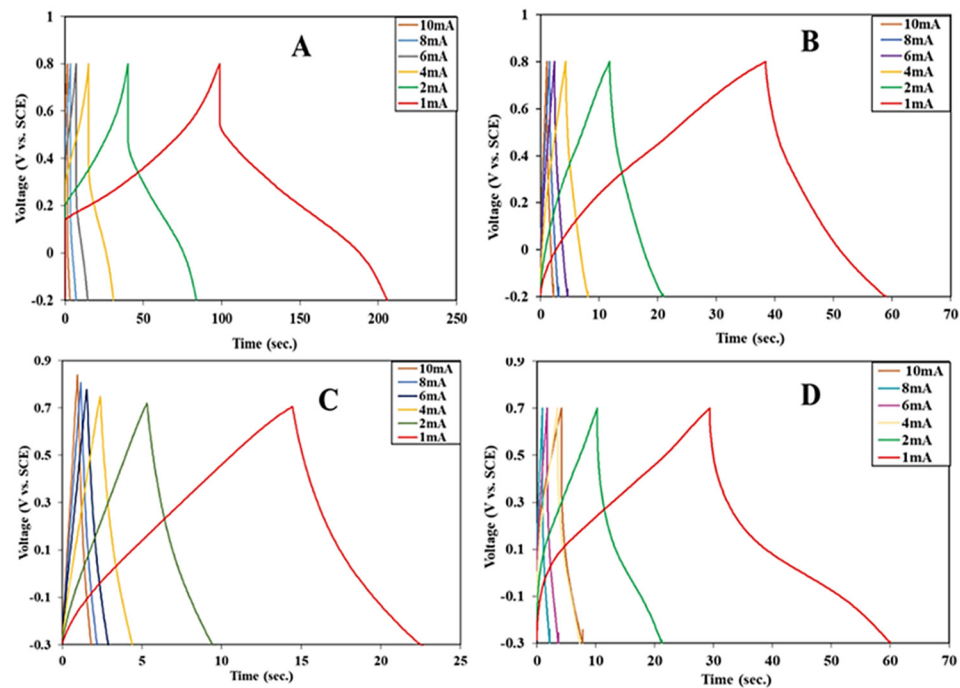 A
1
0.8
0.6
0.4
0.2
0
-0.2
Voltage (V vs. SCE)
0 50 100 150 200 250
Time (sec.)
10mA
8mA
6mA
4mA
2mA
1mA
B
1
0.8
0.6
0.4
0.2
0
-0.2
Voltage (V vs. SCE)
0 10 20 30 40 50 60 70
Time (sec.)
10mA
8mA
6mA
4mA
2mA
1mA
C
0.9
0.7
0.5
0.3
0.1
-0.1
-0.3
Voltage (V vs. SCE)
0 5 10 15 20 25
Time (sec.)
10mA
8mA
6mA
4mA
2mA
1mA
D
0.9
0.7
0.5
0.3
0.1
-0.1
-0.3
Voltage (V vs. SCE)
0 10 20 30 40 50 60 70
Time (sec.)
10mA
8mA
6mA
4mA
2mA
1mA